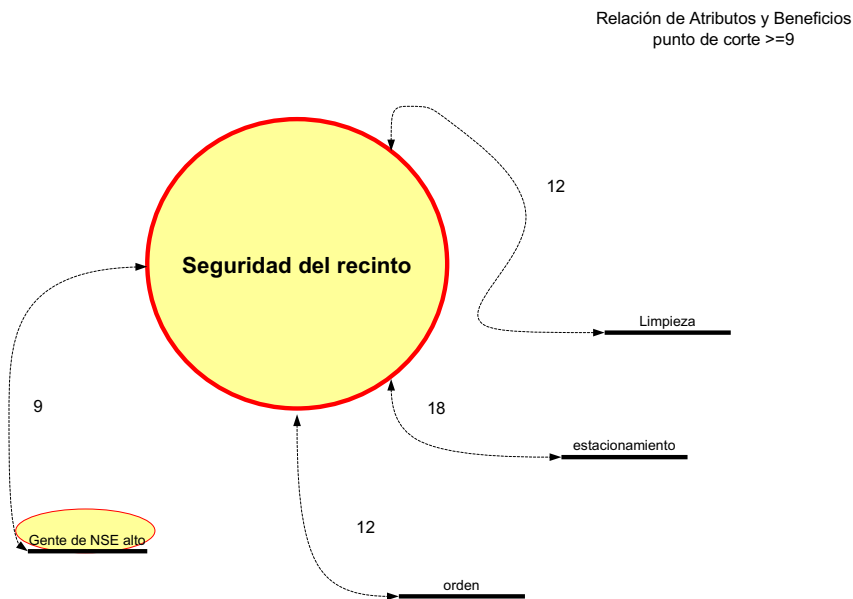 Relación de Atributos y Beneficios
punto de corte >=9
12
Seguridad del recinto
Limpieza
9
18
estacionamiento
12
Gente de NSE alto
orden